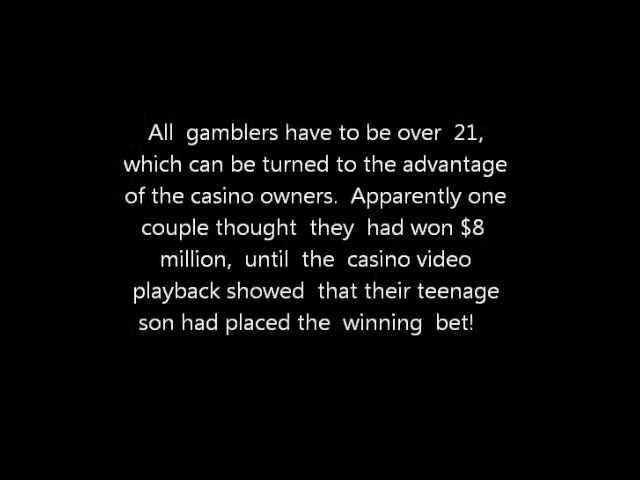 All gamblers have to be over 21,
which can be turned to the advantage
of the casino owners. Apparently one
couple thought they had won $8
million, until the casino video
playback showed that their teenage
son had placed the winning bet!